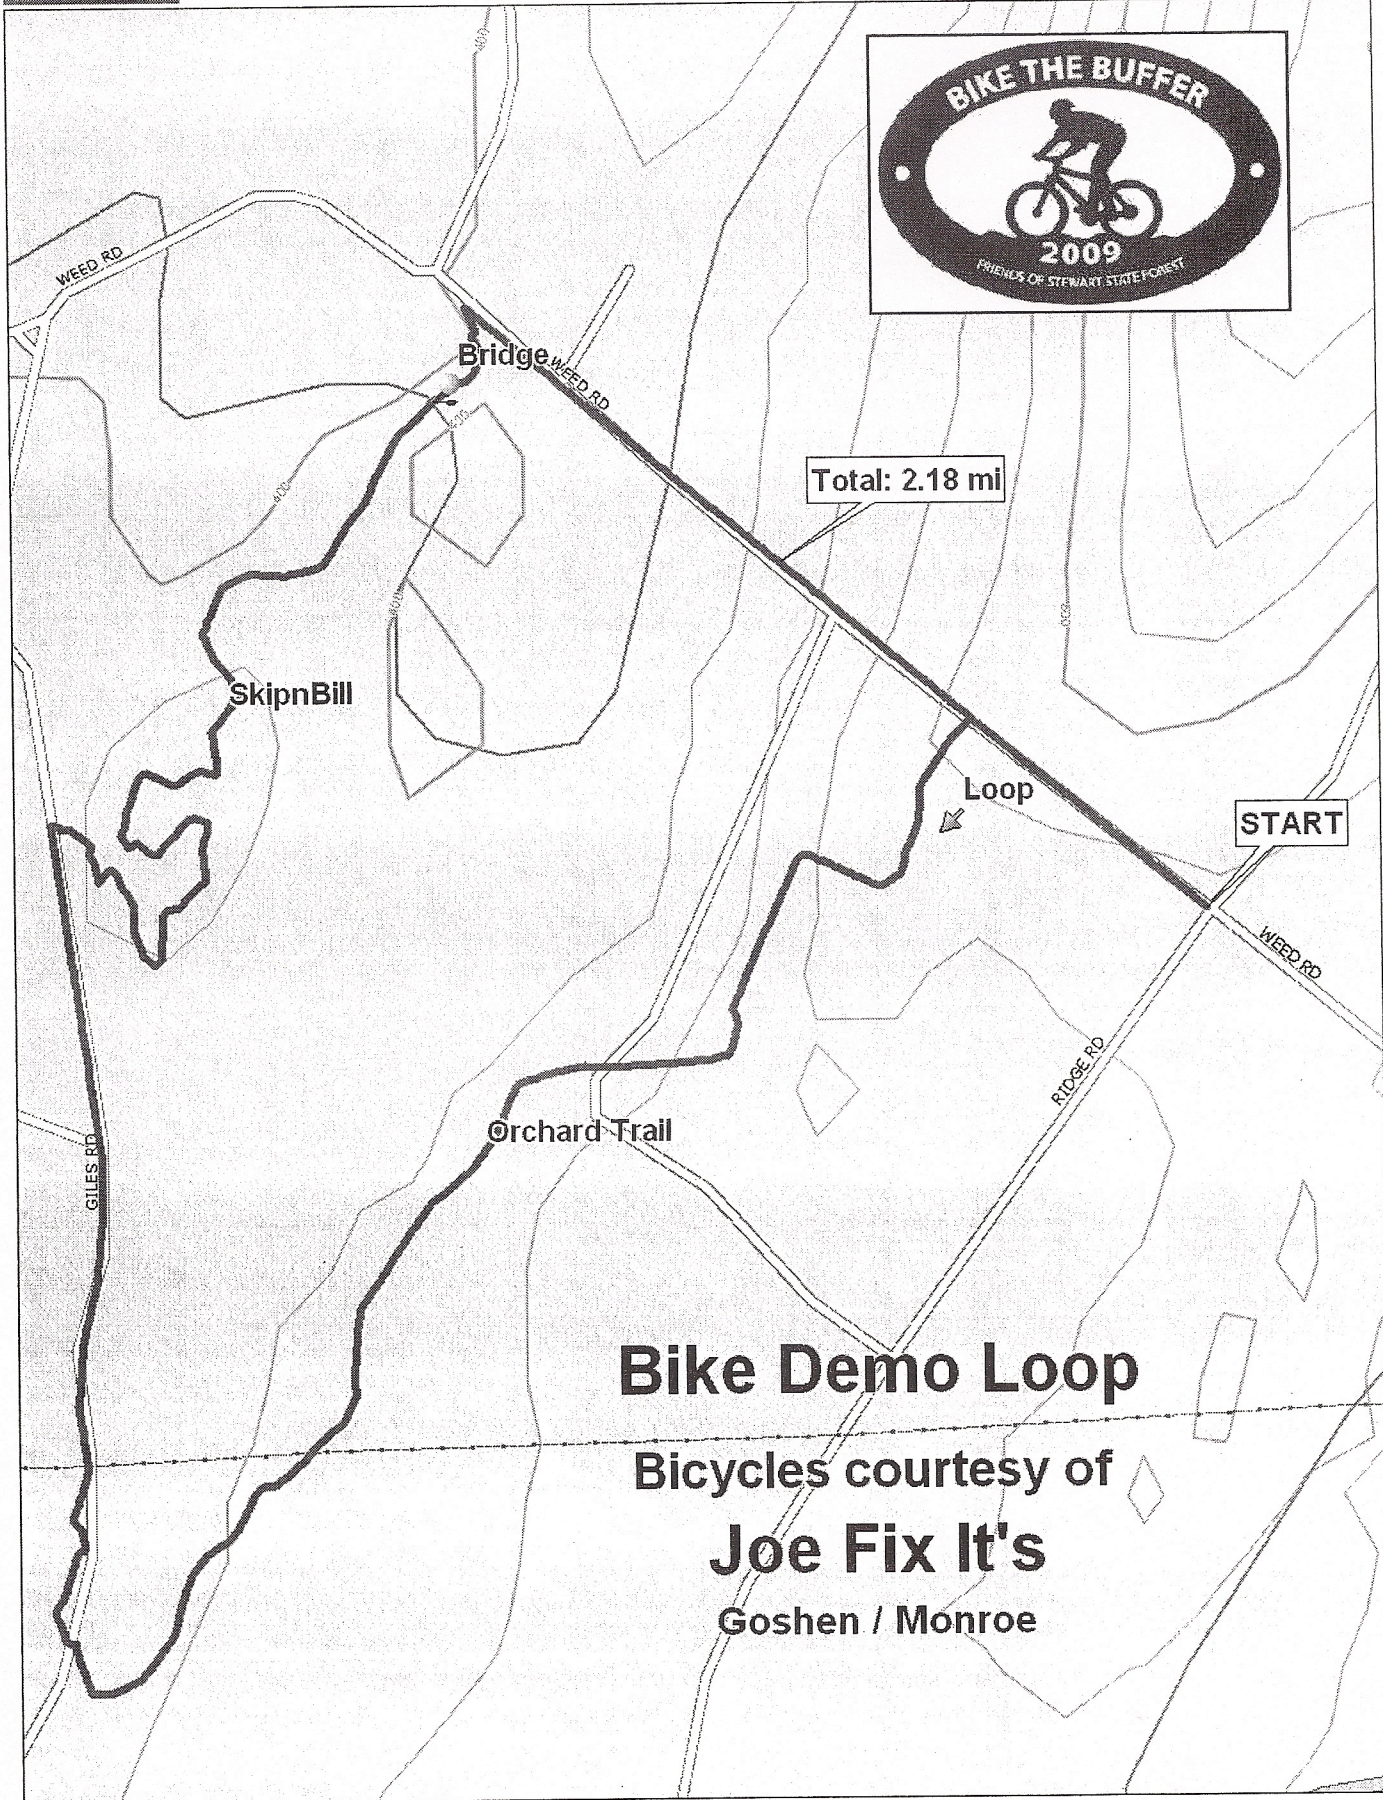 BIKE THE BUFFER
2009
FRIENDS OF STEWART STATE FOREST
400
WEED RD
Bridge
WEED RD
Total: 2.18 mi
400
SkipnBill
Loop
START
WEED RD
RIDGE RD
Orchard Trail
GILES RD
Bike Demo Loop
Bicycles courtesy of
Joe Fix It's
Goshen / Monroe